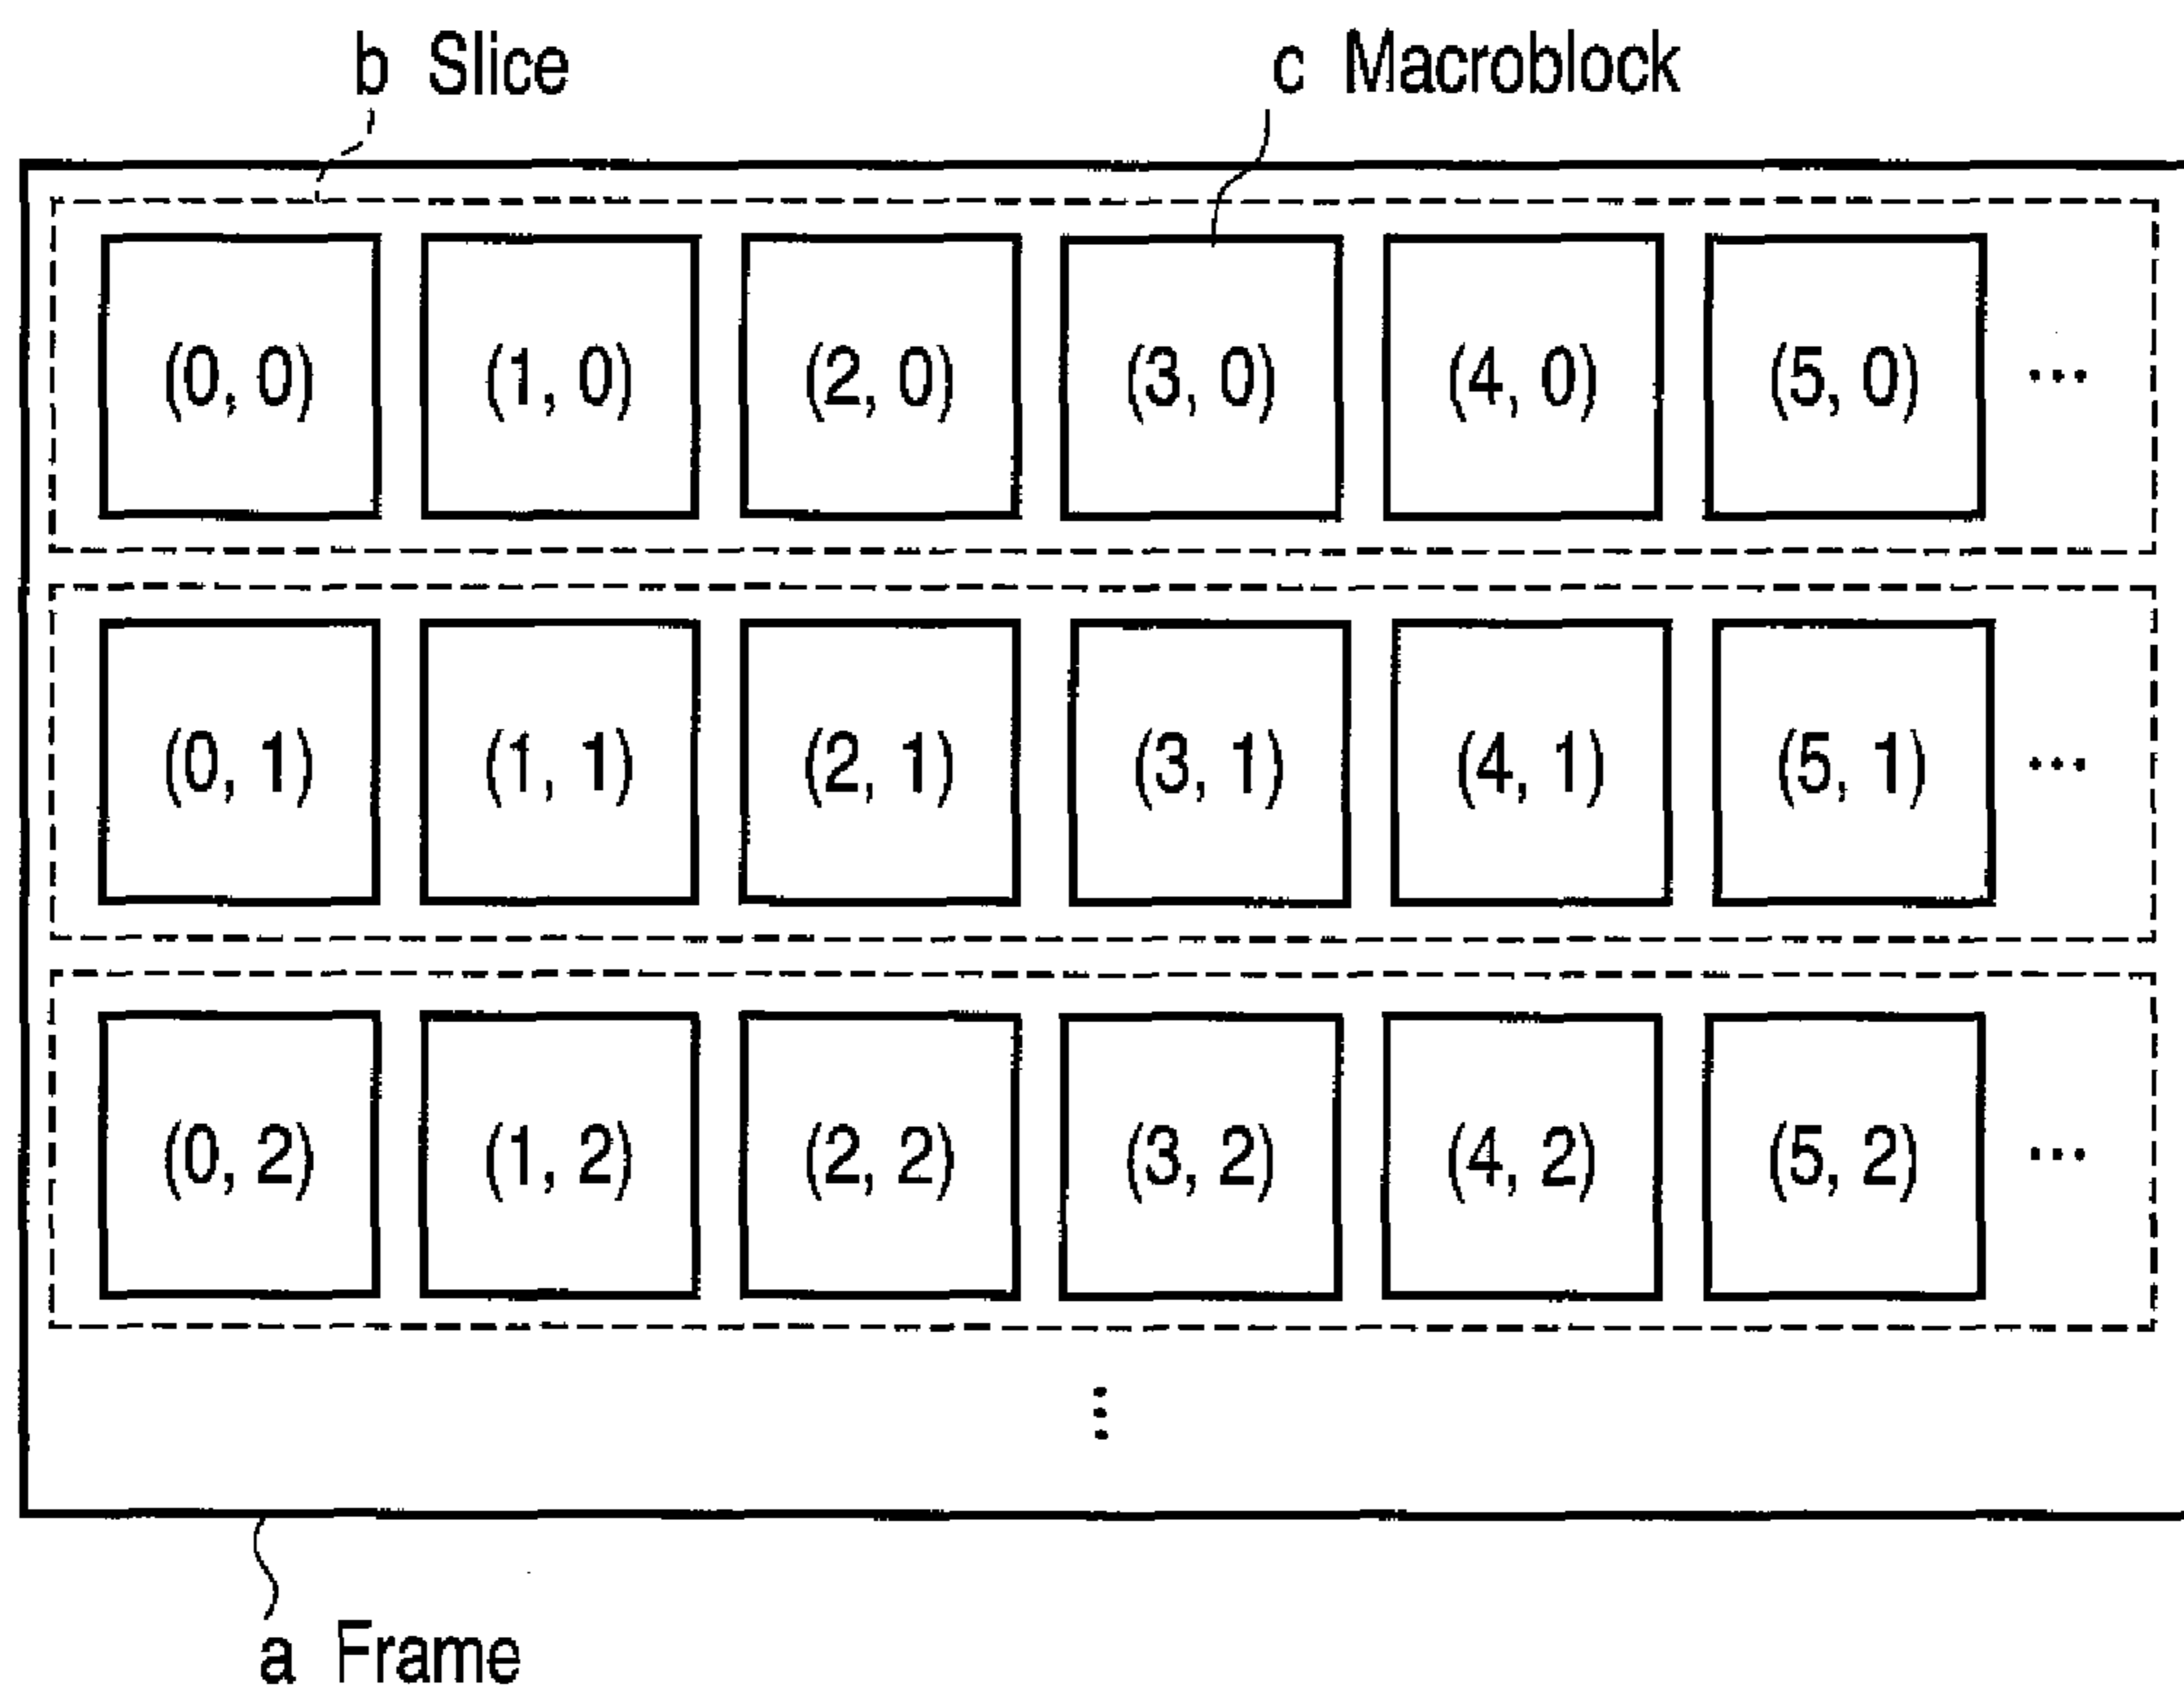 b Slice
c Macroblock
(0, 0) (1, 0) (2, 0) (3, 0) (4, 0) (5, 0) ...
(0, 1) (1, 1) (2, 1) (3, 1) (4, 1) (5, 1) ...
(0, 2) (1, 2) (2, 2) (3, 2) (4, 2) (5, 2) ...
⋮
a Frame